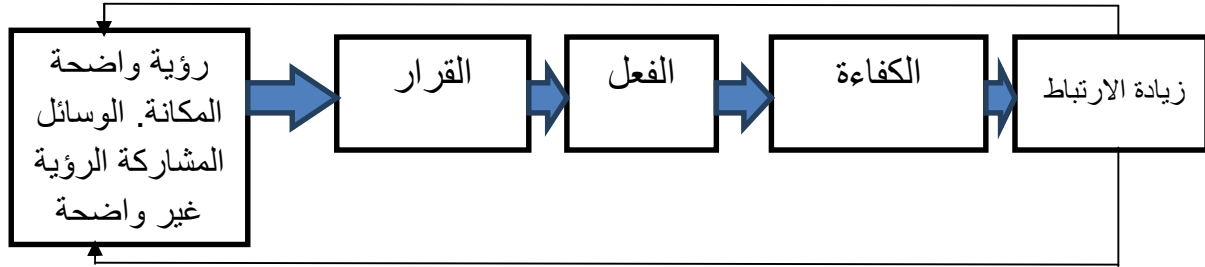 رؤية واضحة
المكانة. الوسائل
المشاركة الرؤية
غير واضحة
القرار
الفعل
الكفاءة
زيادة الارتباط